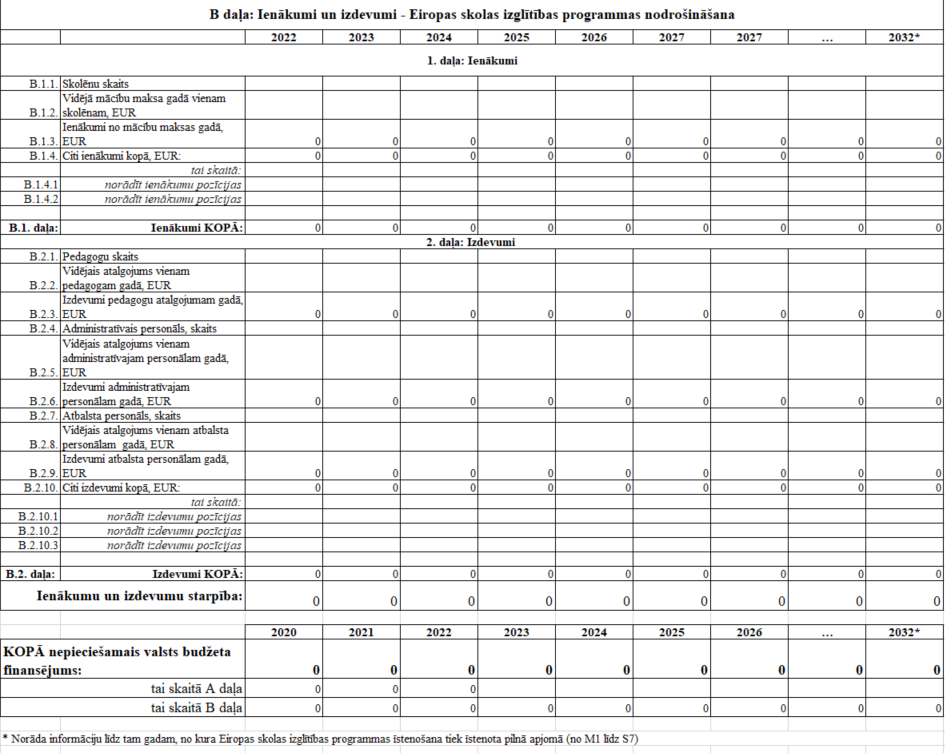 B daļa: Ienākumi un izdevumi - Eiropas skolas izglītības programmas nodrošināšana
2022 2023 2024 2025 2026 2027 2027 ... 2032*
1. daļa: Ienākumi
B.1.1. Skolēnu skaits
Vidējā mācību maksa gadā vienam
B.1.2. skolēnam, EUR
Ienākumi no mācību maksas gadā,
B.1.3. EUR 0 0 0 0 0 0 0 0 0
B.1.4. Citi ienākumi kopā, EUR: 0 0 0 0 0 0 0 0 0
tai skaitā:
B.1.4.1 norādīt ienākumu pozīcijas
B.1.4.2 norādīt ienākumu pozīcijas
B.1. daļa: Ienākumi KOPĀ: 0 0 0 0 0 0 0 0 0
2. daļa: Izdevumi
B.2.1. Pedagogu skaits
Vidējais atalgojums vienam
B.2.2. pedagogam gadā, EUR
Izdevumi pedagogu atalgojumam gadā,
B.2.3. EUR 0 0 0 0 0 0 0 0 0
B.2.4. Administratīvais personāls, skaits
Vidējais atalgojums vienam
administratīvajam personālam gadā,
B.2.5. EUR
Izdevumi administratīvajam
B.2.6. personālam gadā, EUR 0 0 0 0 0 0 0 0 0
B.2.7. Atbalsta personāls, skaits
Vidējais atalgojums vienam atbalsta
B.2.8. personālam gadā, EUR
Izdevumi atbalsta personālam gadā,
B.2.9. EUR 0 0 0 0 0 0 0 0 0
B.2.10. Citi izdevumi kopā, EUR: 0 0 0 0 0 0 0 0 0
tai skaitā:
B.2.10.1 norādīt izdevumu pozīcijas
B.2.10.2 norādīt izdevumu pozīcijas
B.2.10.3 norādīt izdevumu pozīcijas
B.2. daļa: Izdevumi KOPĀ: 0 0 0 0 0 0 0 0 0
Ienākumu un izdevumu starpība: 0 0 0 0 0 0 0 0 0
2020 2021 2022 2023 2024 2025 2026 ... 2032*
KOPĀ nepieciešamais valsts budžeta
finansējums: 0 0 0 0 0 0 0 0 0
tai skaitā A daļa 0 0 0
tai skaitā B daļa 0 0 0 0 0 0 0 0 0
* Norāda informāciju līdz tam gadam, no kura Eiropas skolas izglītības programmas īstenošana tiek īstenota pilnā apjomā (no M1 līdz S7)